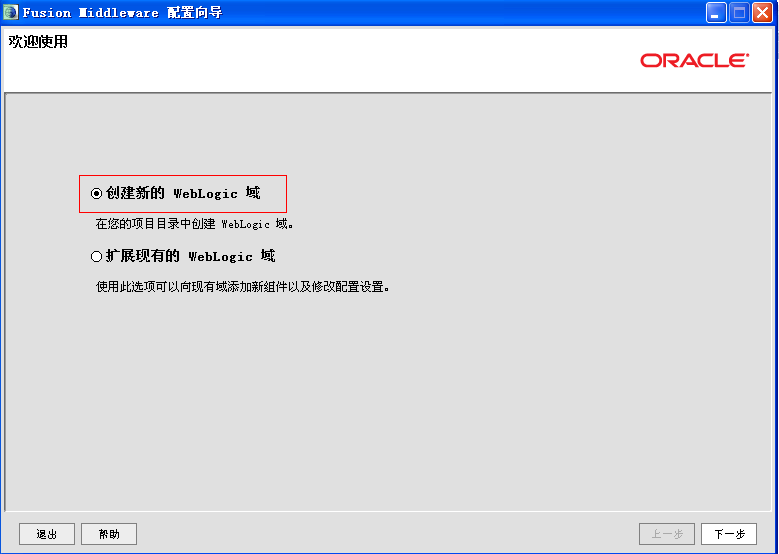 Fusion Middleware 配置向导
欢迎使用
ORACLE
创建新的 WebLogic 域
在您的项目目录中创建 WebLogic 域。
扩展现有的 WebLogic 域
使用此选项可以向现有域添加新组件以及修改配置设置。
退出 帮助 上一步 下一步